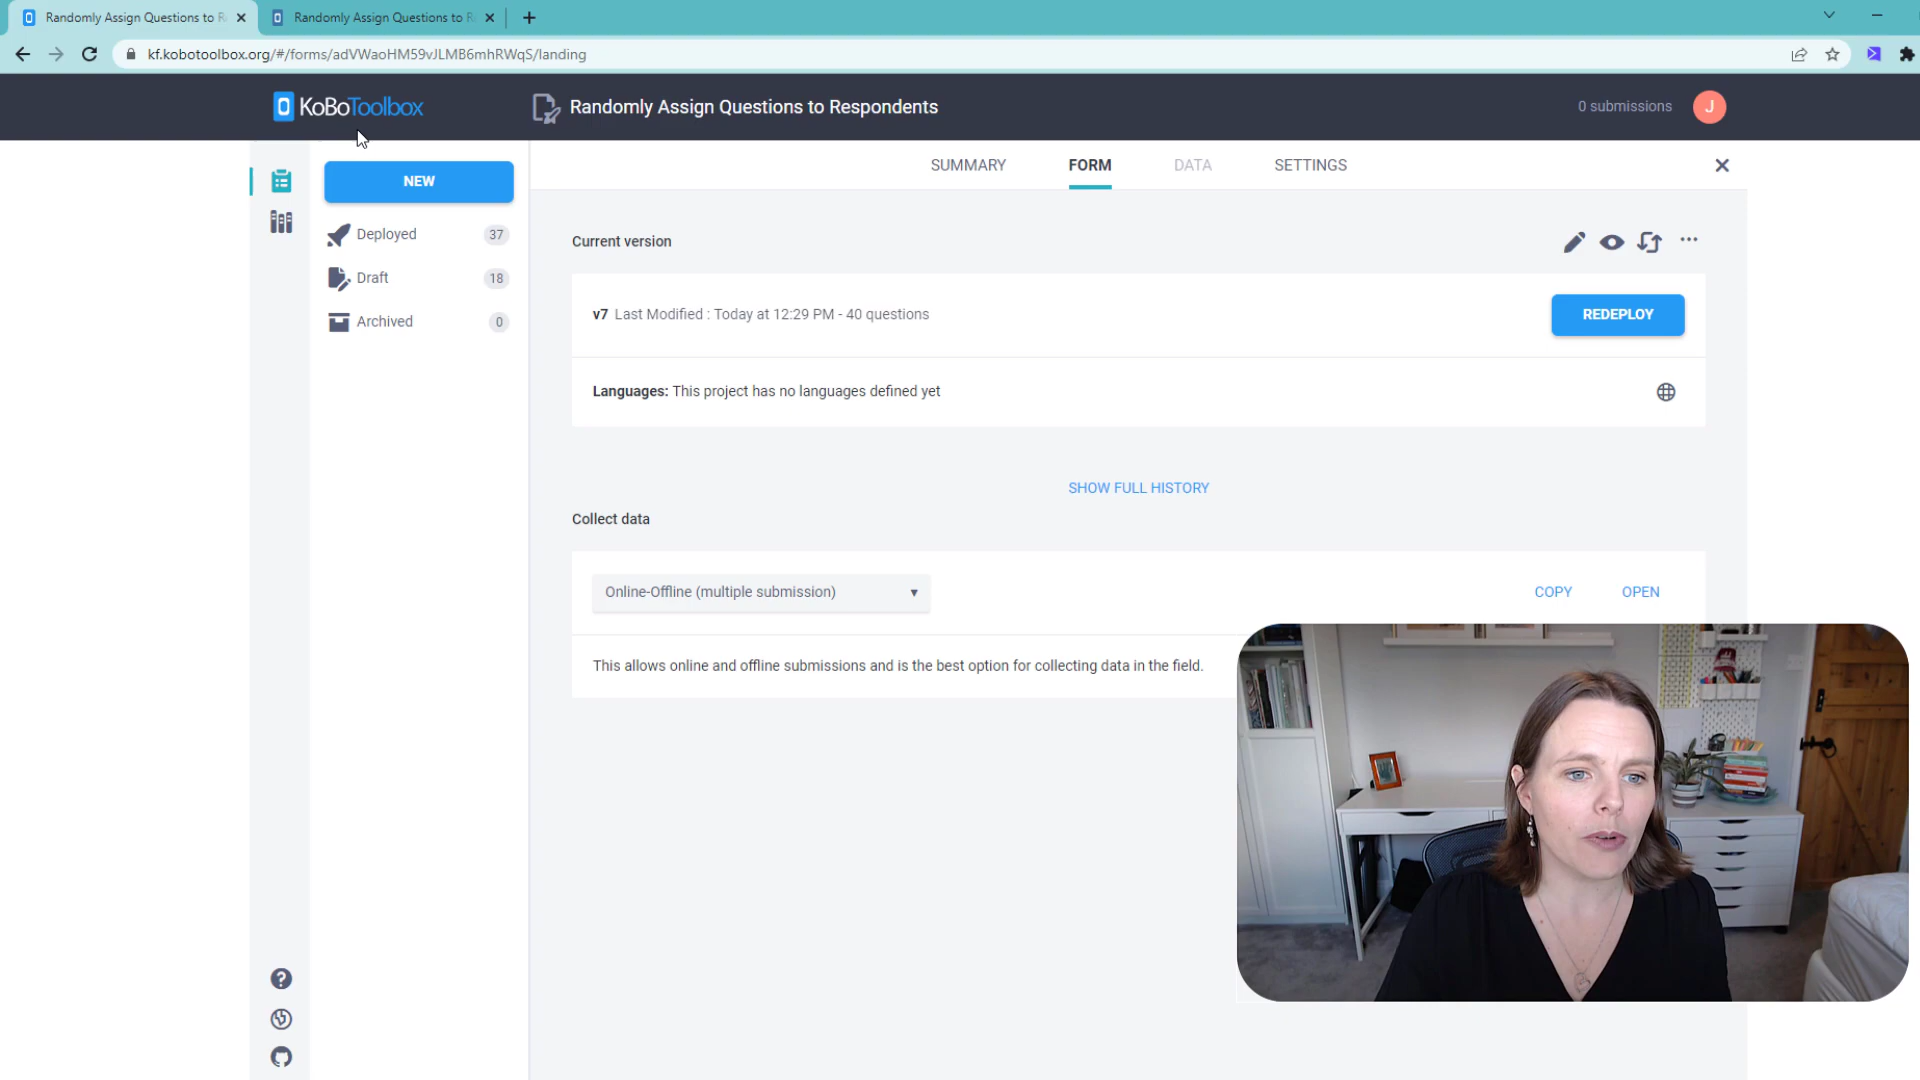 Randomly Assign Questions to R
Randomly Assign Questions to R
kf.kobotoolbox.org/#/forms/adVWaoHM59vJLMB6mhRWqS/landing
KoBoToolbox
Randomly Assign Questions to Respondents
0 submissions
J
NEW
SUMMARY
FORM
DATA
SETTINGS
Deployed
37
Draft
18
Archived
0
Current version
v7 Last Modified : Today at 12:29 PM - 40 questions
REDEPLOY
Languages: This project has no languages defined yet
SHOW FULL HISTORY
Collect data
Online-Offline (multiple submission)
COPY
OPEN
This allows online and offline submissions and is the best option for collecting data in the field.